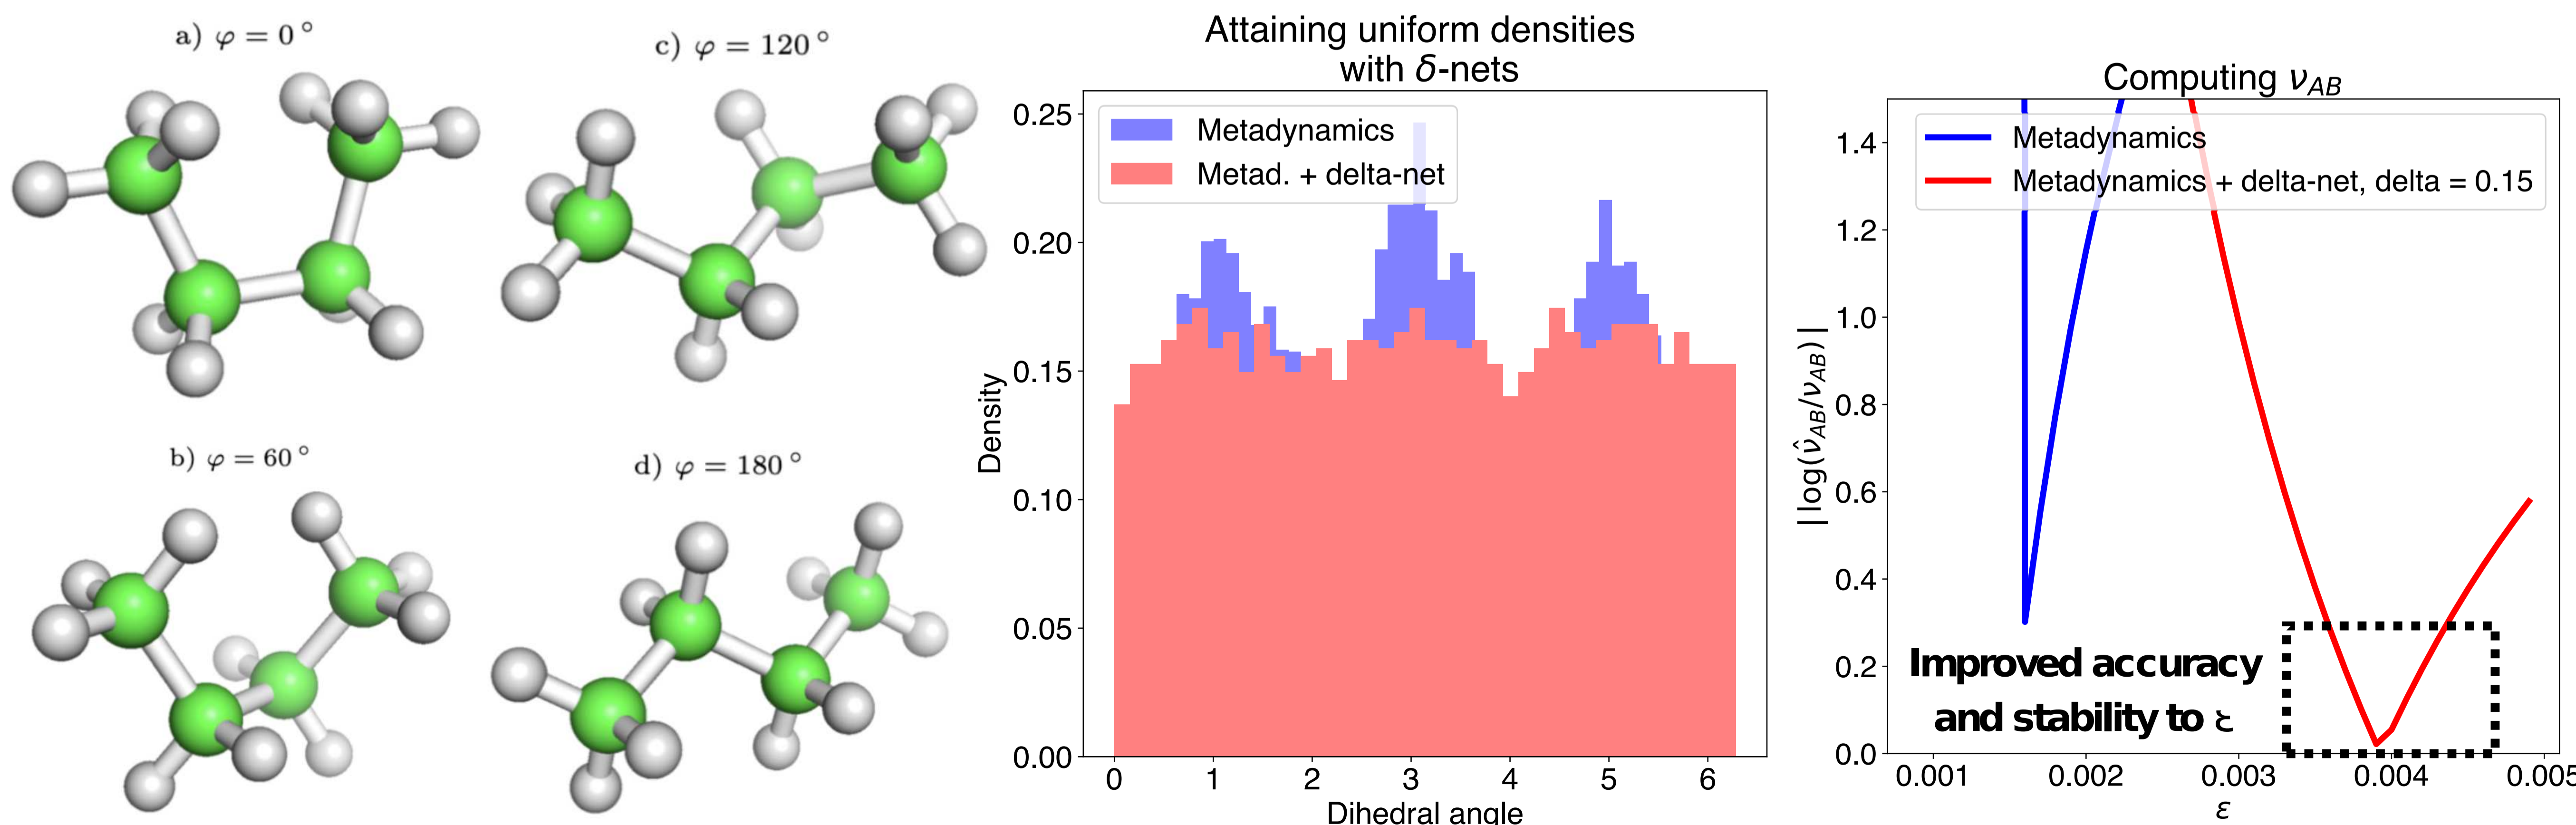 a) φ = 0°
c) φ = 120°
b) φ = 60°
d) φ = 180°
Attaining uniform densities
with δ-nets
Metadynamics
Metad. + delta-net
Density
0.25
0.20
0.15
0.10
0.05
0.00
0 1 2 3 4 5 6
Dihedral angle
Computing ν_AB
Metadynamics
Metadynamics + delta-net, delta = 0.15
|log(ν̂_AB/ν_AB)|
1.4
1.2
1.0
0.8
0.6
0.4
0.2
0.0
Improved accuracy
and stability to ε
0.001 0.002 0.003 0.004 0.005
ε